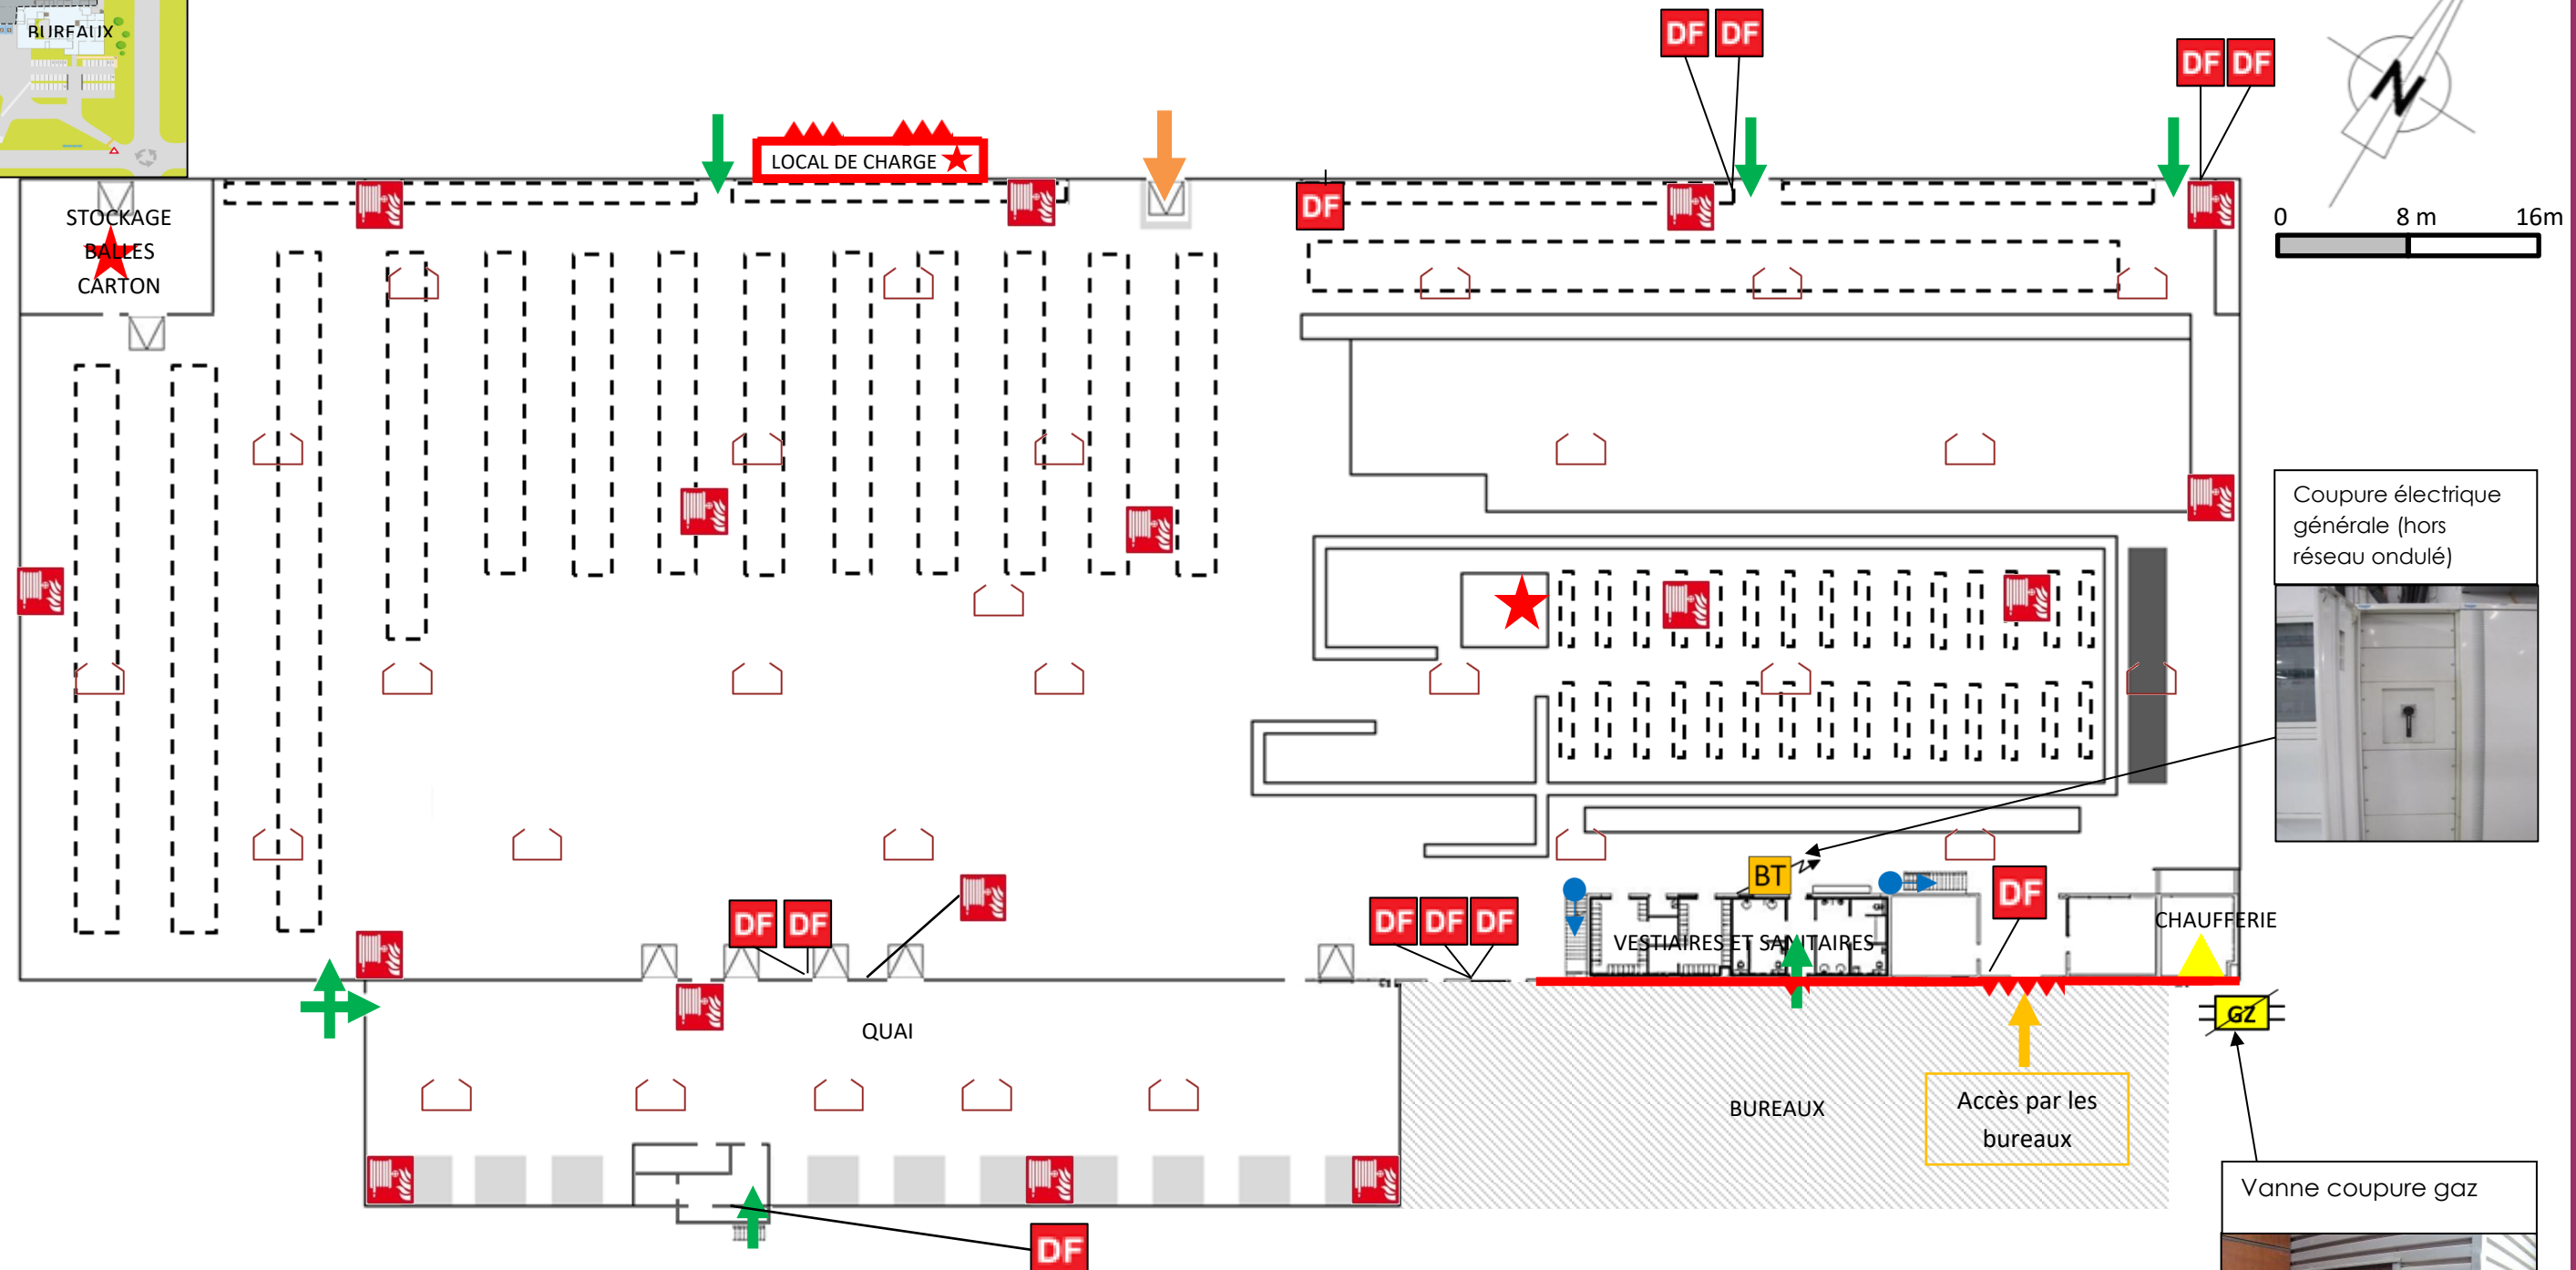 BUREAUX
DF DF
DF DF
N
LOCAL DE CHARGE
0 8 m 16m
STOCKAGE
BALLES
CARTON
DF
Coupure électrique
générale (hors
réseau ondulé)
BT
DF
DF DF
DF DF DF
CHAUFFERIE
VESTIAIRES ET SANITAIRES
GZ
QUAI
BUREAUX
Accès par les
bureaux
Vanne coupure gaz
DF